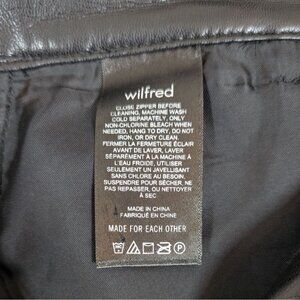 wilfred
CLOSE ZIPPER BEFORE
CLEANING, MACHINE WASH
COLD SEPARATELY, ONLY
NON-CHLORINE BLEACH WHEN
NEEDED, HANG TO DRY, DO NOT
IRON, OR DRY CLEAN.
FERMER LA FERMETURE ÉCLAIR
AVANT DE LAVER, LAVER
SÉPARÉMENT À LA MACHINE À
L'EAU FROIDE, UTILISER
SEULEMENT UN JAVELLISANT
SANS CHLORE AU BESOIN,
SUSPENDRE POUR SÉCHER, NE
PAS REPASSER, OU NETTOYER
À SEC
MADE IN CHINA
FABRIQUÉ EN CHINE
MADE FOR EACH OTHER
P